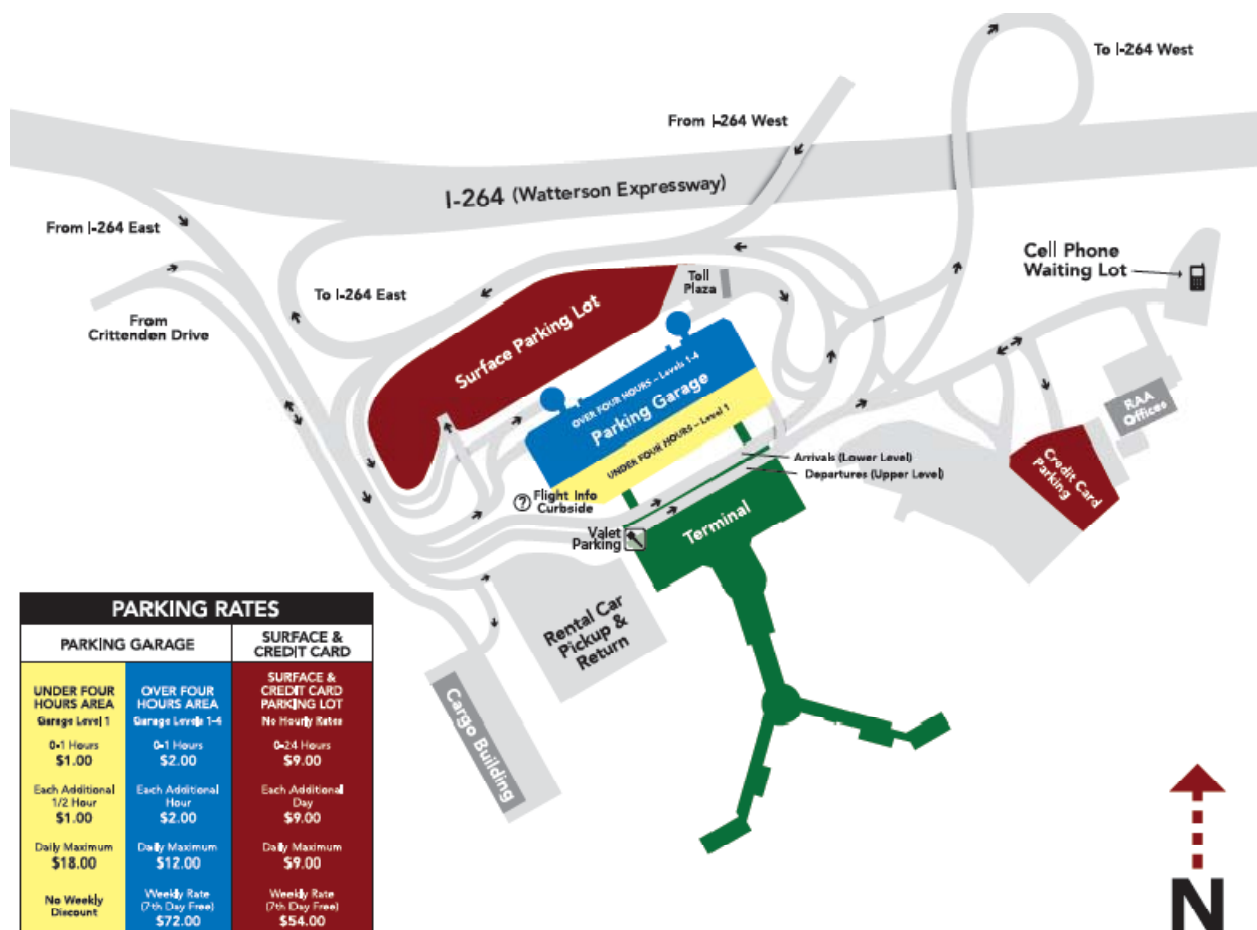 To I-264 West
From I-264 West
I-264 (Watterson Expressway)
From I-264 East
Cell Phone
Waiting Lot
To I-264 East
Toll
Plaza
From
Crittenden Drive
Surface Parking Lot
OVER FOUR HOURS – Levels 1-4
Parking Garage
UNDER FOUR HOURS – Level 1
RAA
Offices
Arrivals (Lower Level)
Departures (Upper Level)
Credit Card
Parking
? Flight Info
Curbside
Valet
Parking
Terminal
Rental Car
Pickup &
Return
Cargo Building
PARKING RATES
PARKING GARAGE
SURFACE &
CREDIT CARD
UNDER FOUR
HOURS AREA
Garage Level 1
0-1 Hours
$1.00
Each Additional
1/2 Hour
$1.00
Daily Maximum
$18.00
No Weekly
Discount
OVER FOUR
HOURS AREA
Garage Levels 1-4
0-1 Hours
$2.00
Each Additional
Hour
$2.00
Daily Maximum
$12.00
Weekly Rate
(7th Day Free)
$72.00
SURFACE &
CREDIT CARD
PARKING LOT
No Hourly Rates
0-24 Hours
$9.00
Each Additional
Day
$9.00
Daily Maximum
$9.00
Weekly Rate
(7th Day Free)
$54.00
N